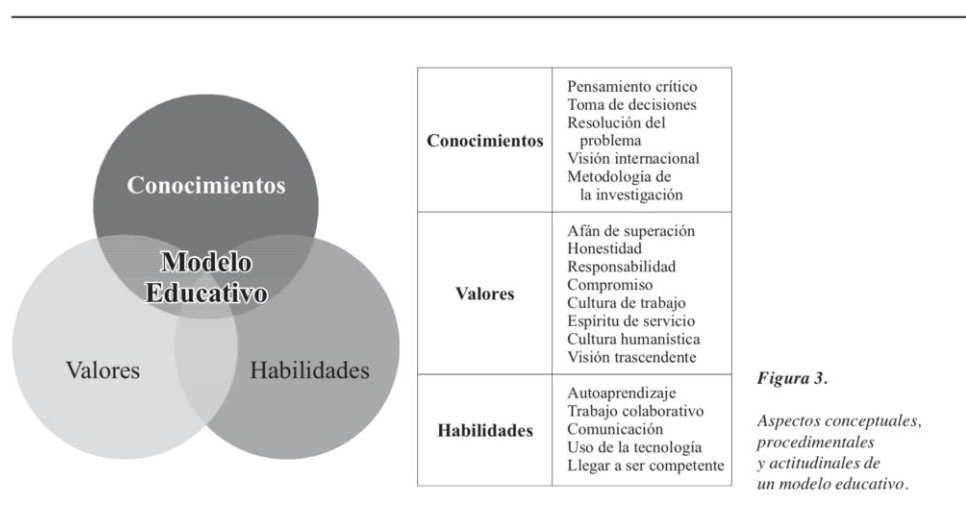 Conocimientos
Modelo
Educativo
Valores
Habilidades
Conocimientos
Pensamiento crítico
Toma de decisiones
Resolución del
problema
Visión internacional
Metodología de
la investigación
Valores
Afán de superación
Honestidad
Responsabilidad
Compromiso
Cultura de trabajo
Espíritu de servicio
Cultura humanística
Visión trascendente
Habilidades
Autoaprendizaje
Trabajo colaborativo
Comunicación
Uso de la tecnología
Llegar a ser competente
Figura 3.
Aspectos conceptuales,
procedimentales
y actitudinales de
un modelo educativo.